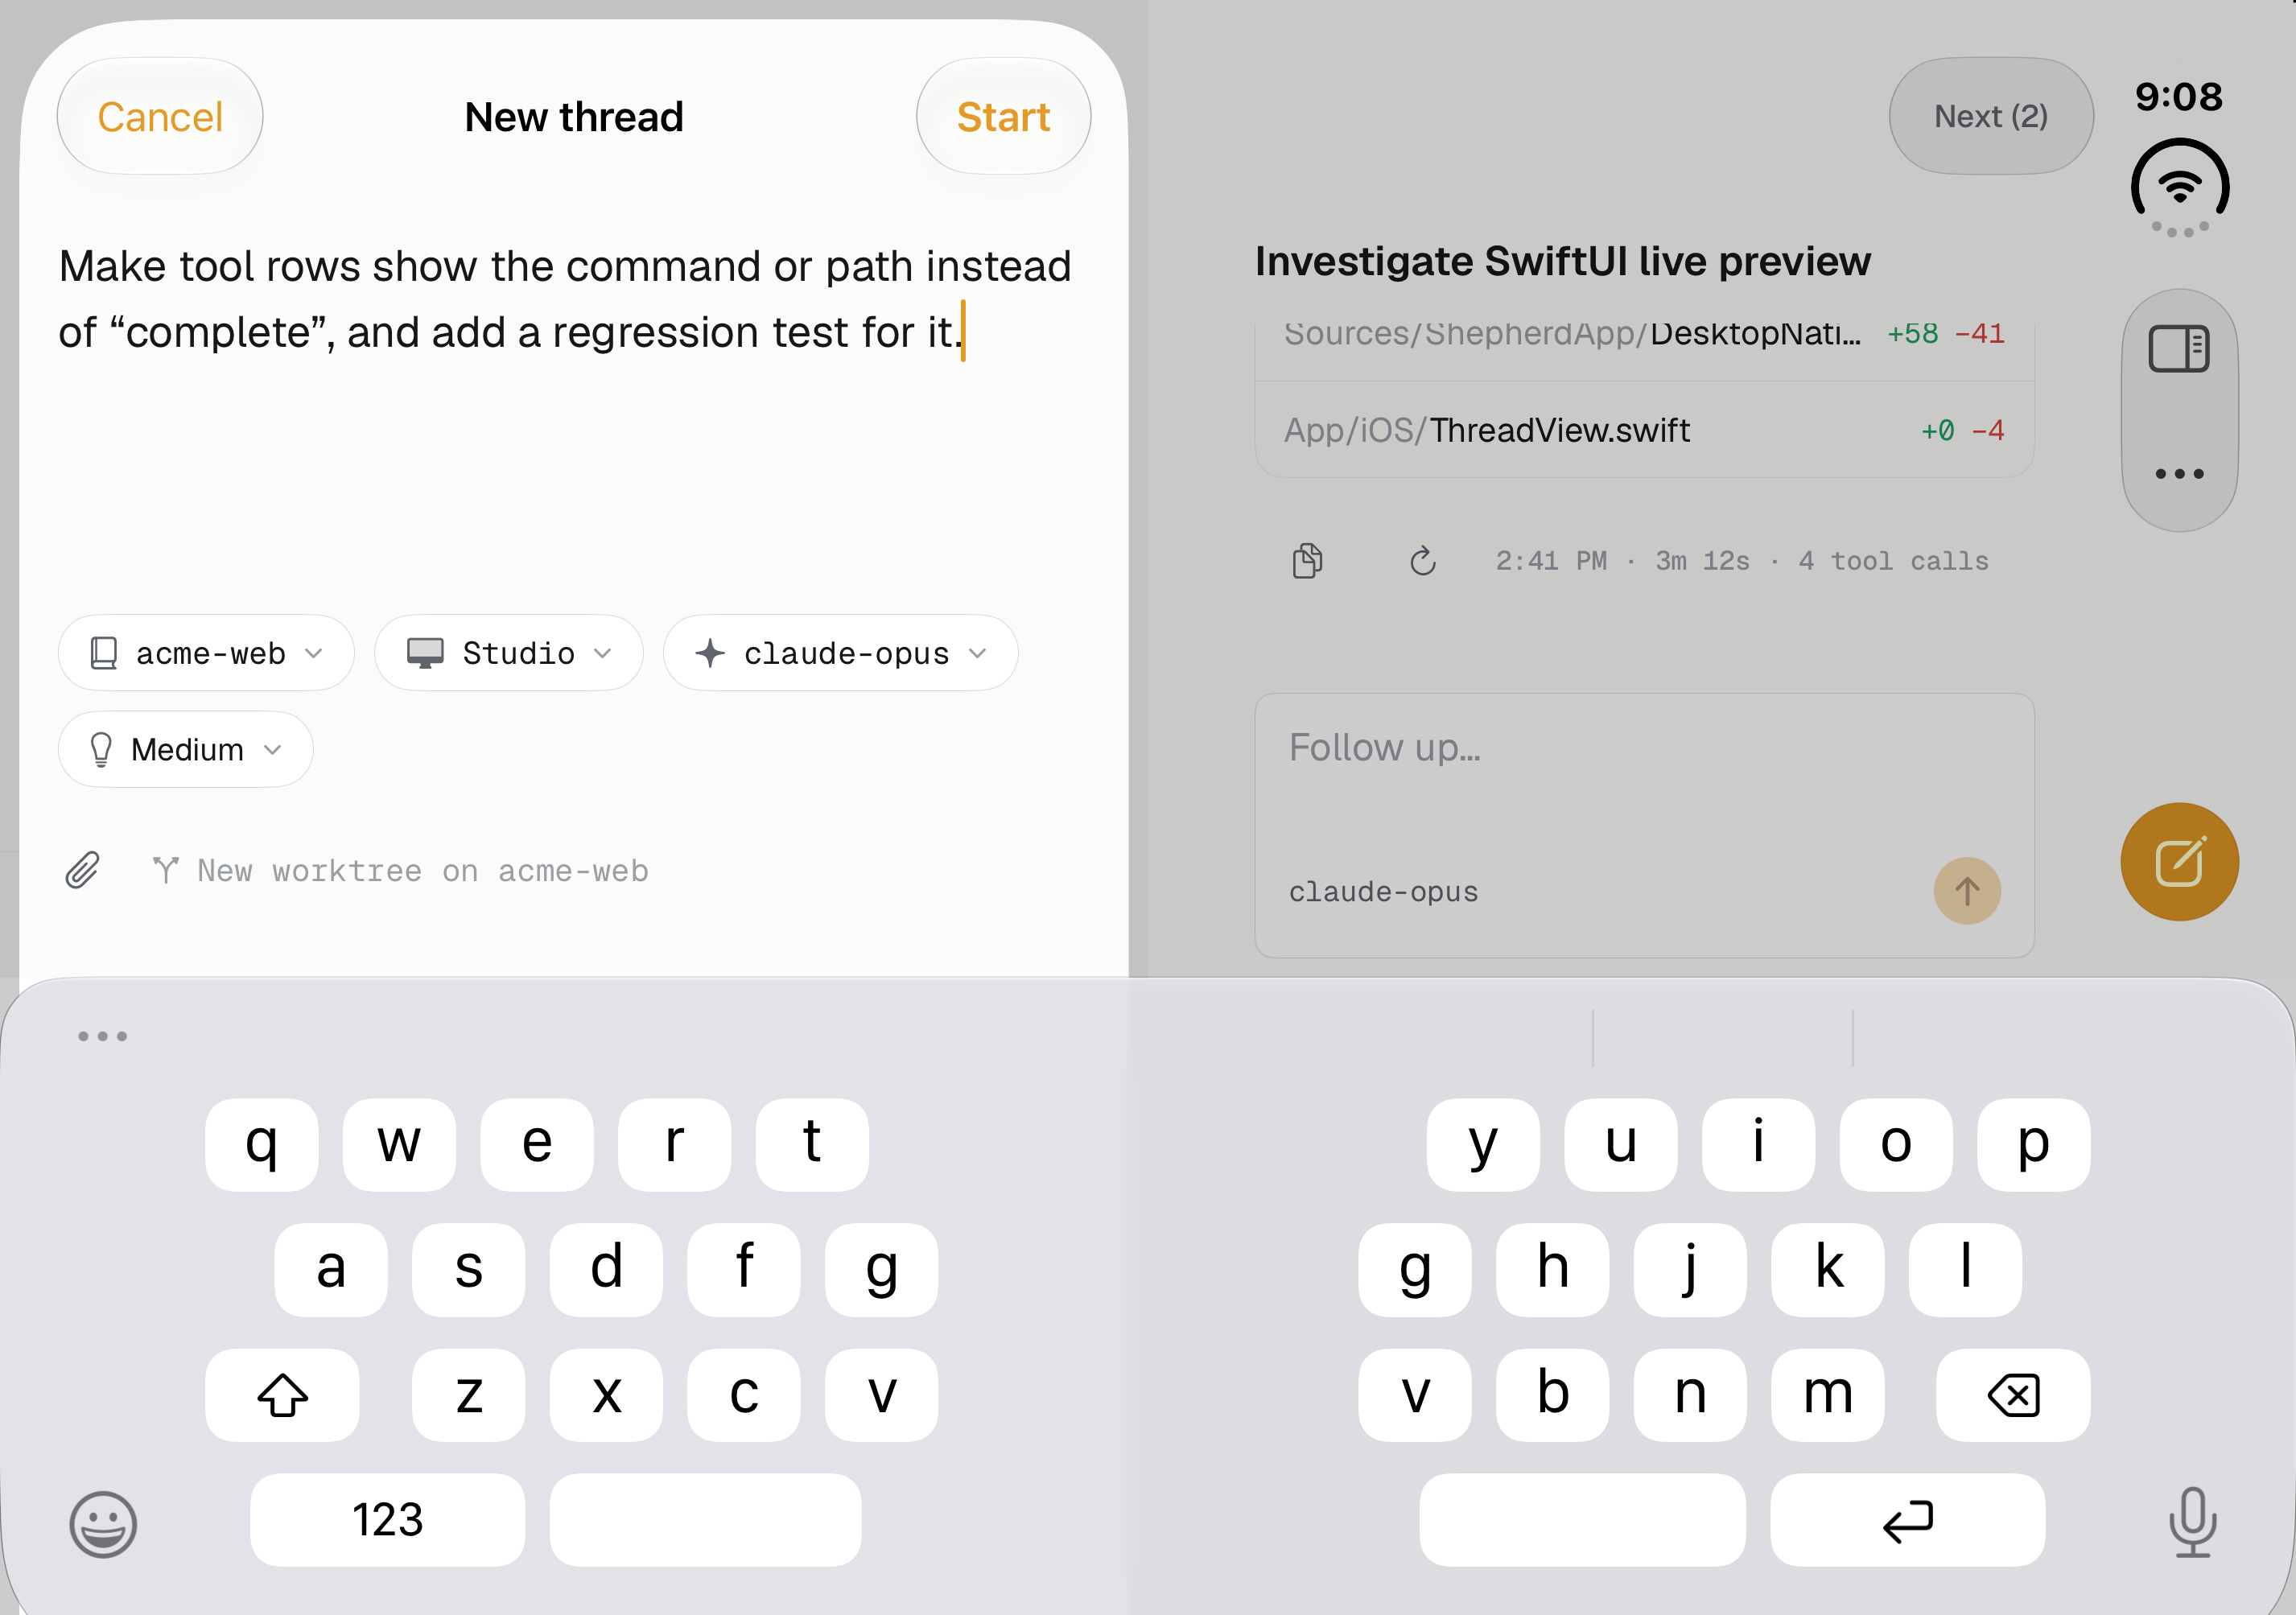 Cancel
New thread
Start
Make tool rows show the command or path instead
of “complete”, and add a regression test for it.
acme-web
Studio
claude-opus
Medium
New worktree on acme-web
Next (2)
9:08
Investigate SwiftUI live preview
Sources/ShepherdApp/DesktopNati... +58 −41
App/iOS/ThreadView.swift +0 −4
2:41 PM · 3m 12s · 4 tool calls
Follow up...
claude-opus
q w e r t y u i o p
a s d f g g h j k l
z x c v v b n m
123